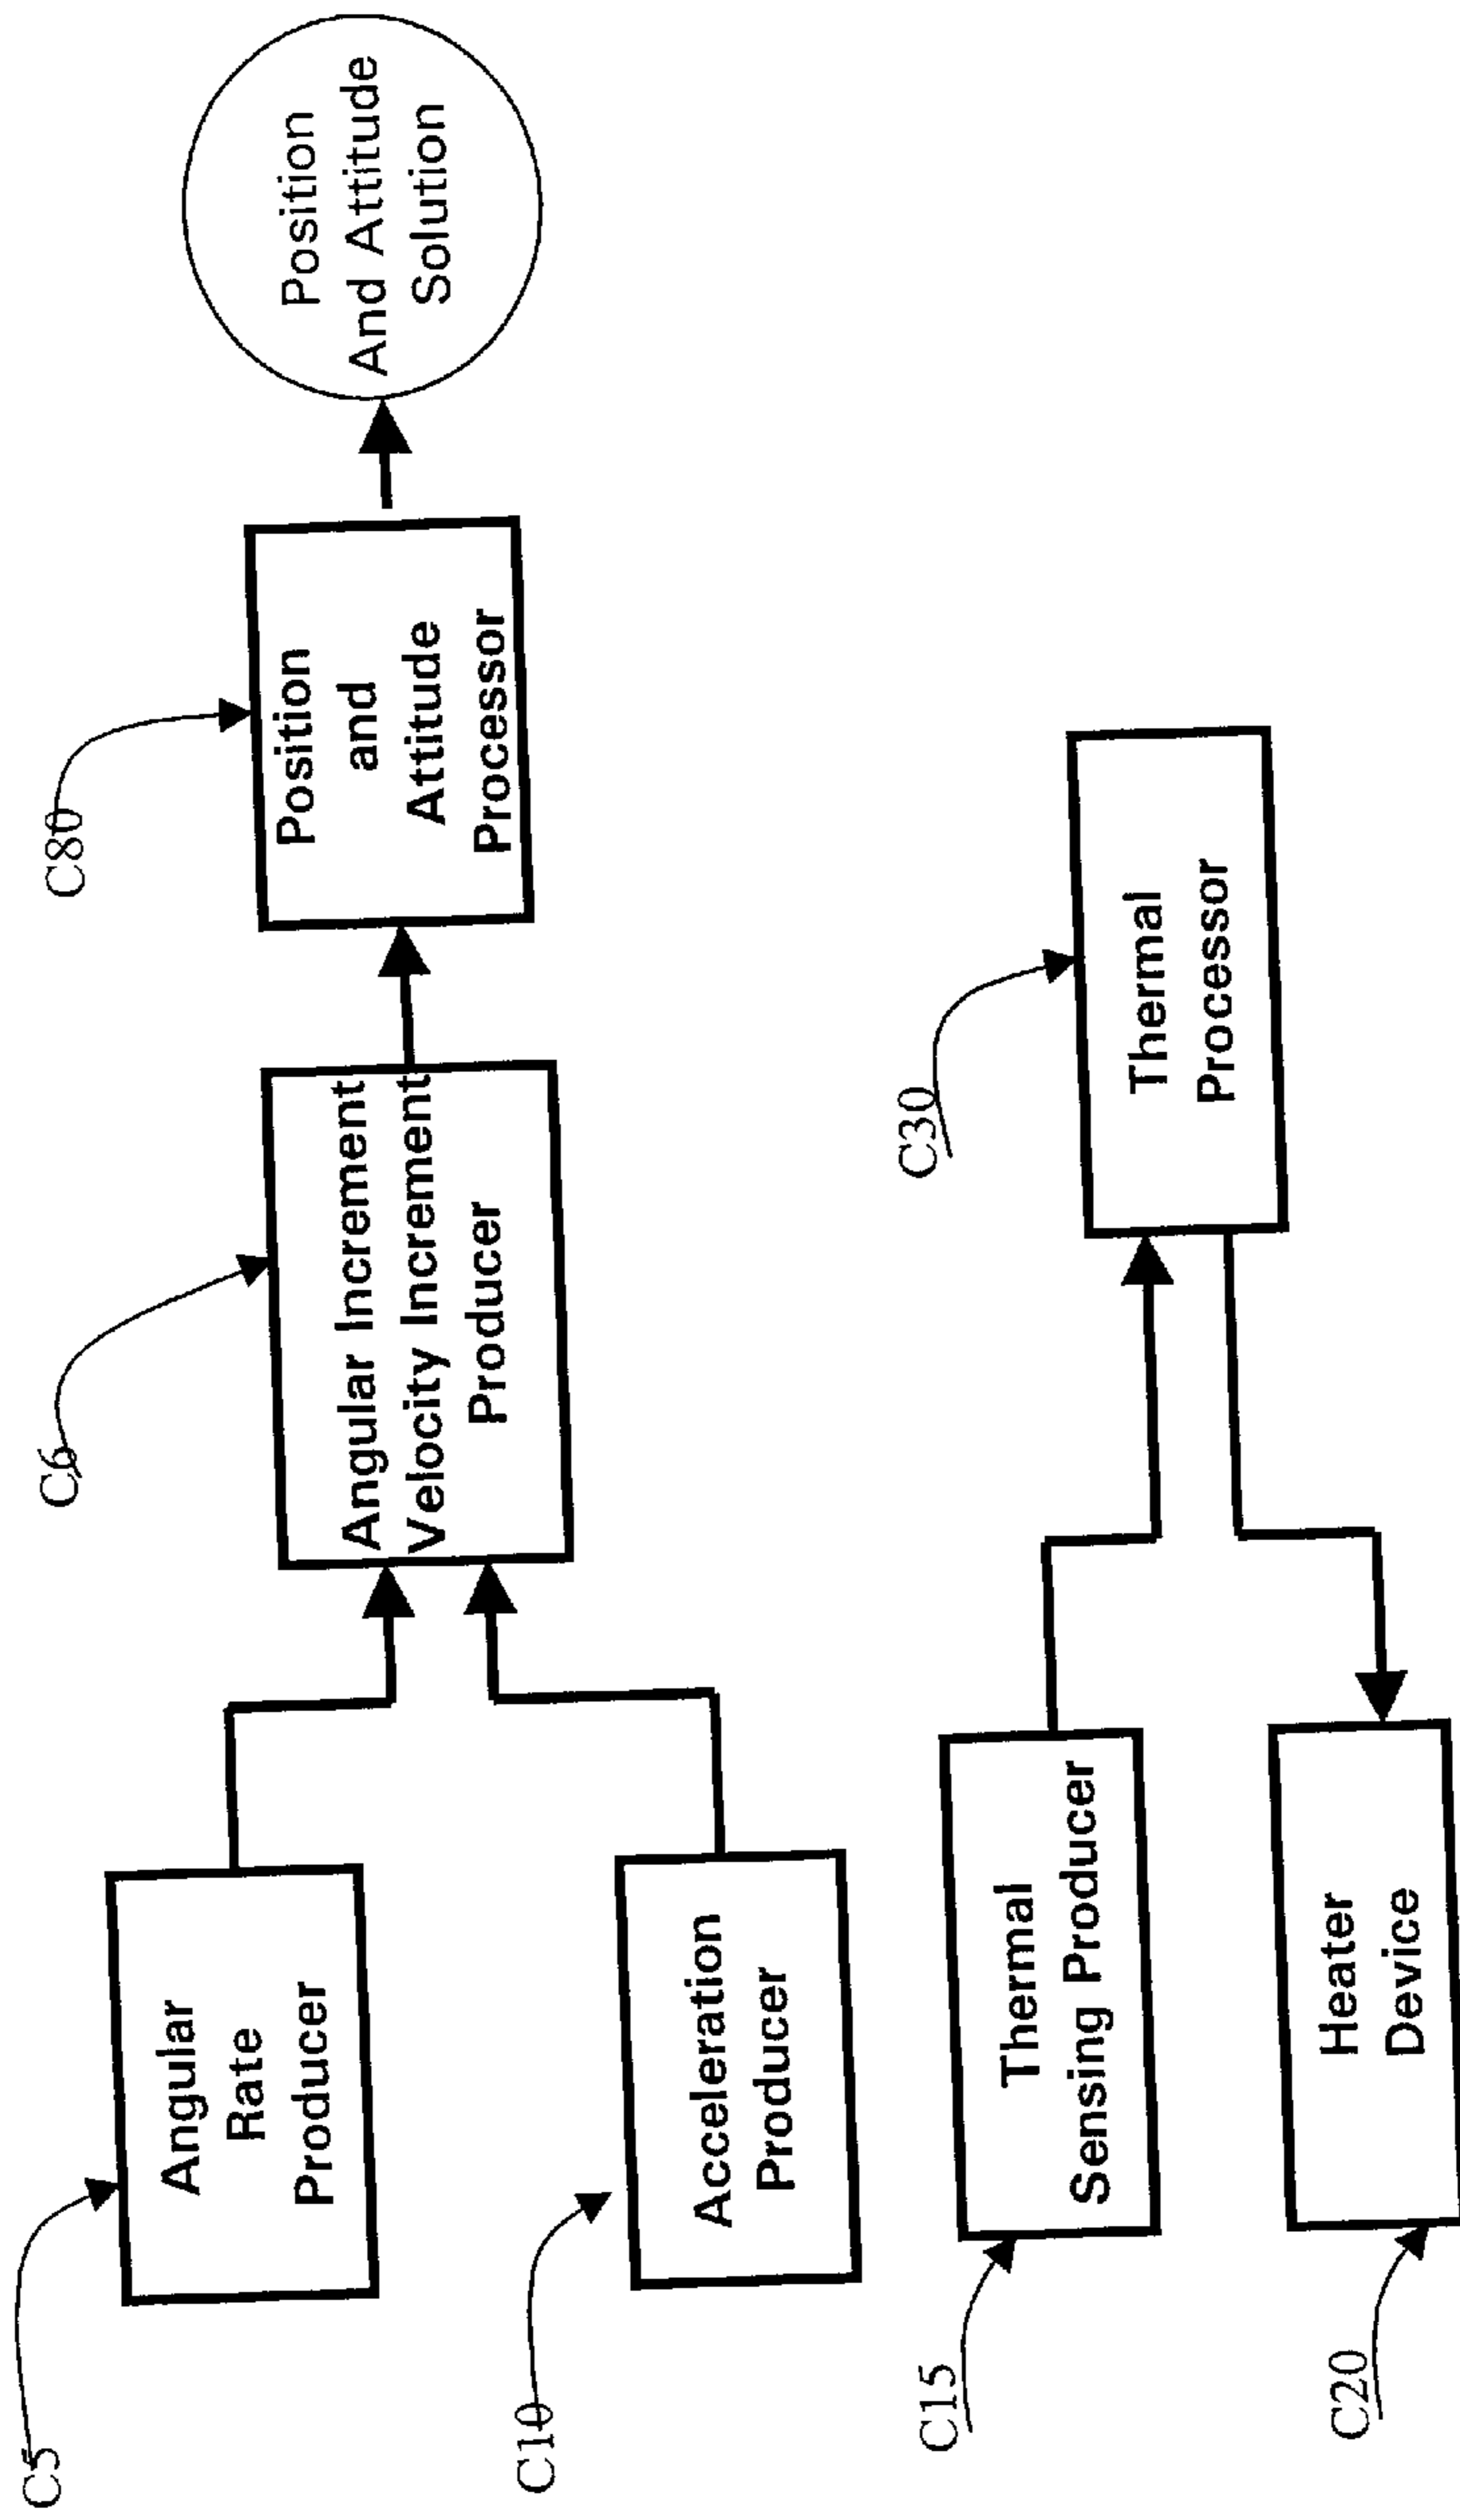 C5
Angular
Rate
Producer
C10
Acceleration
Producer
C6
Angular Increment
Velocity Increment
Producer
C80
Position
and
Attitude
Processor
Position
And Attitude
Solution
C15
Thermal
Sensing Producer
C20
Heater
Device
C30
Thermal
Processor